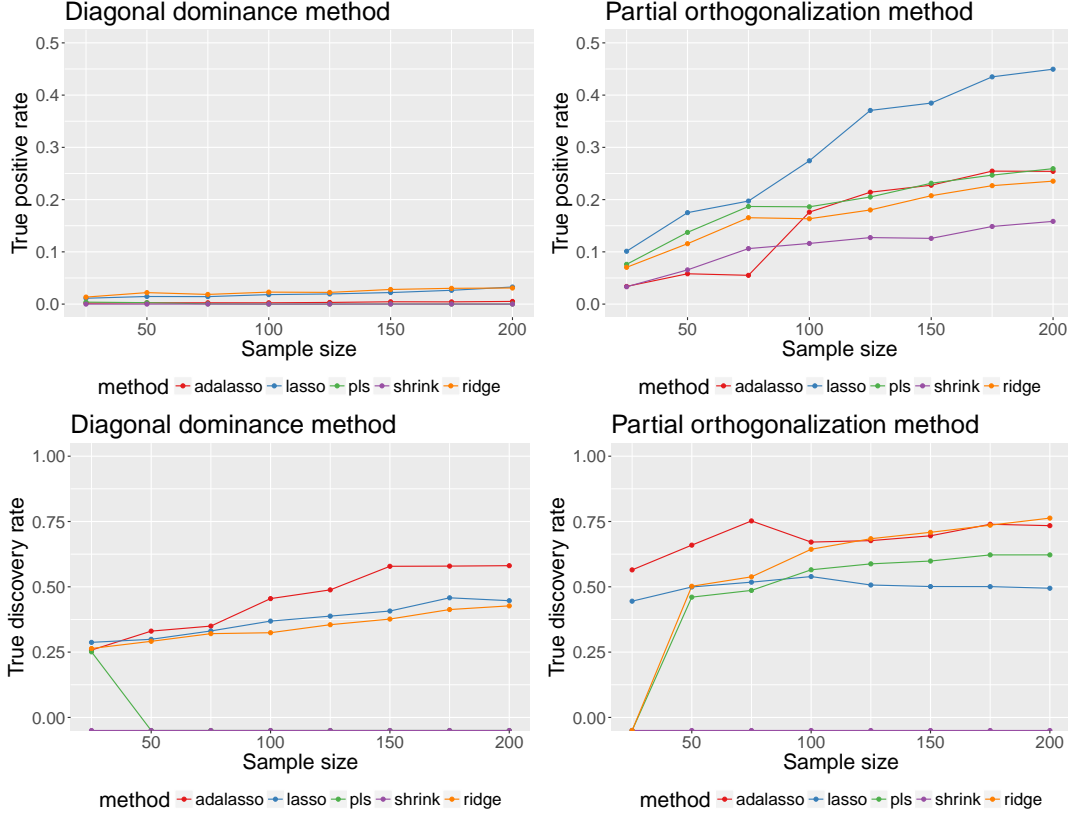 Diagonal dominance method
True positive rate
0.5
0.4
0.3
0.2
0.1
0.0
50 100 150 200
Sample size
method adalasso lasso pls shrink ridge
Partial orthogonalization method
True positive rate
0.5
0.4
0.3
0.2
0.1
0.0
50 100 150 200
Sample size
method adalasso lasso pls shrink ridge
Diagonal dominance method
True discovery rate
1.00
0.75
0.50
0.25
0.00
50 100 150 200
Sample size
method adalasso lasso pls shrink ridge
Partial orthogonalization method
True discovery rate
1.00
0.75
0.50
0.25
0.00
50 100 150 200
Sample size
method adalasso lasso pls shrink ridge